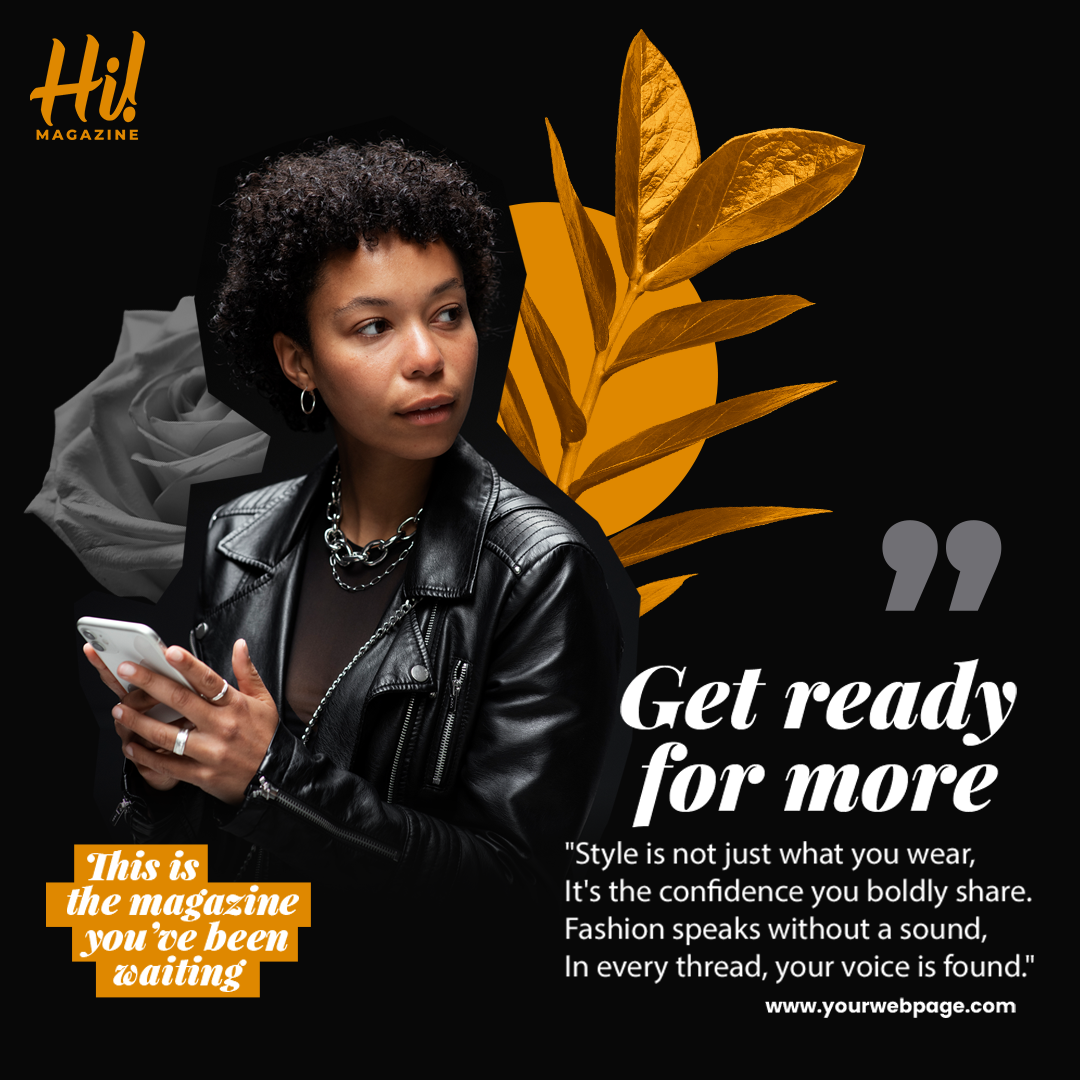 Hi!
MAGAZINE
Get ready
for more
"Style is not just what you wear,
It's the confidence you boldly share.
Fashion speaks without a sound,
In every thread, your voice is found."
www.yourwebpage.com
This is
the magazine
you've been
waiting